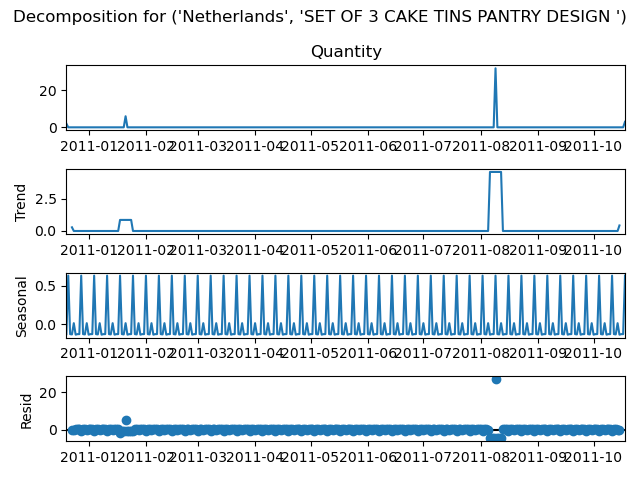 Decomposition for ('Netherlands', 'SET OF 3 CAKE TINS PANTRY DESIGN ')
Quantity
20
0
2011-01 2011-02 2011-03 2011-04 2011-05 2011-06 2011-07 2011-08 2011-09 2011-10
Trend
2.5
0.0
2011-01 2011-02 2011-03 2011-04 2011-05 2011-06 2011-07 2011-08 2011-09 2011-10
Seasonal
0.5
0.0
2011-01 2011-02 2011-03 2011-04 2011-05 2011-06 2011-07 2011-08 2011-09 2011-10
Resid
20
0
2011-01 2011-02 2011-03 2011-04 2011-05 2011-06 2011-07 2011-08 2011-09 2011-10